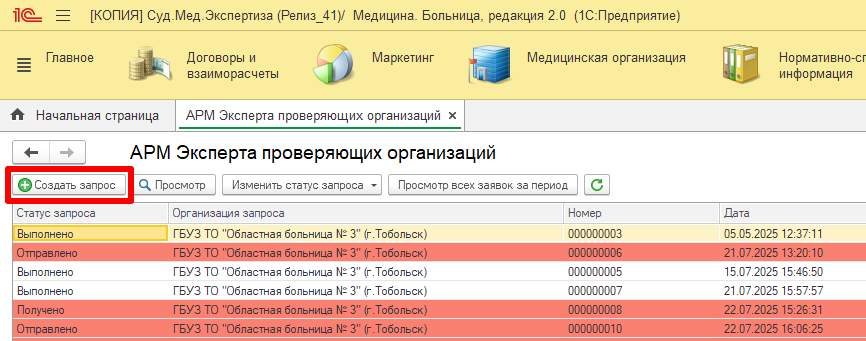 1С [КОПИЯ] Суд.Мед.Экспертиза (Релиз_41)/ Медицина. Больница, редакция 2.0 (1С:Предприятие)
Главное
Договоры и взаиморасчеты
Маркетинг
Медицинская организация
Нормативно-сп
информация
Начальная страница АРМ Эксперта проверяющих организаций ×
АРМ Эксперта проверяющих организаций
Создать запрос Просмотр Изменить статус запроса Просмотр всех заявок за период
Статус запроса Организация запроса Номер Дата
Выполнено ГБУЗ ТО "Областная больница № 3" (г.Тобольск) 000000003 05.05.2025 12:37:11
Отправлено ГБУЗ ТО "Областная больница № 3" (г.Тобольск) 000000006 21.07.2025 13:20:10
Выполнено ГБУЗ ТО "Областная больница № 3" (г.Тобольск) 000000005 15.07.2025 15:46:50
Выполнено ГБУЗ ТО "Областная больница № 3" (г.Тобольск) 000000007 21.07.2025 15:57:57
Получено ГБУЗ ТО "Областная больница № 3" (г.Тобольск) 000000008 22.07.2025 15:26:31
Отправлено ГБУЗ ТО "Областная больница № 3" (г.Тобольск) 000000010 22.07.2025 16:06:25